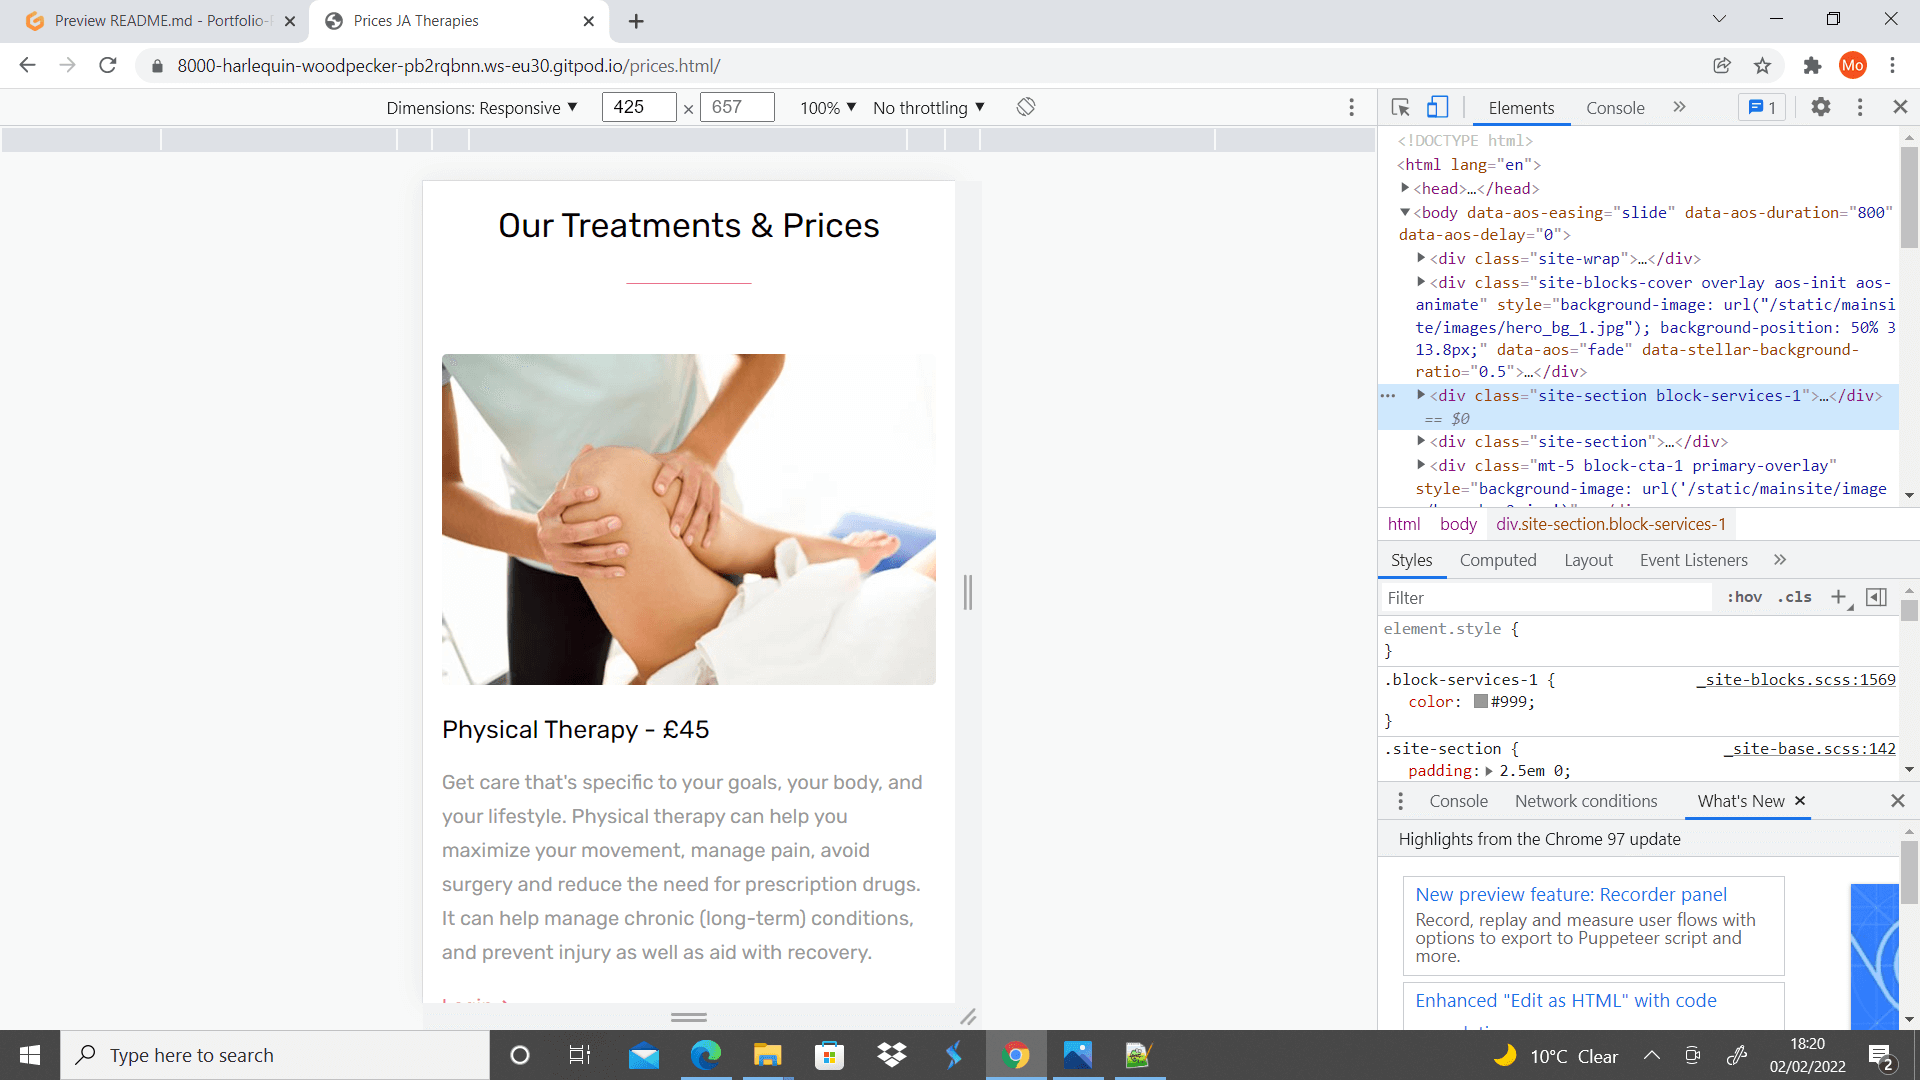 Preview README.md - Portfolio-
Prices JA Therapies
8000-harlequin-woodpecker-pb2rqbnn.ws-eu30.gitpod.io/prices.html/
Mo
Dimensions: Responsive ▼ 425 × 657 100% ▼ No throttling ▼
Elements Console » 1
<!DOCTYPE html>
<html lang="en">
<head>…</head>
<body data-aos-easing="slide" data-aos-duration="800"
data-aos-delay="0">
<div class="site-wrap">…</div>
<div class="site-blocks-cover overlay aos-init aos-
animate" style="background-image: url("/static/mainsi
te/images/hero_bg_1.jpg"); background-position: 50% 3
13.8px;" data-aos="fade" data-stellar-background-
ratio="0.5">…</div>
<div class="site-section block-services-1">…</div>
== $0
<div class="site-section">…</div>
<div class="mt-5 block-cta-1 primary-overlay"
style="background-image: url('/static/mainsite/image
html body div.site-section.block-services-1
Styles Computed Layout Event Listeners »
Filter :hov .cls +
element.style {
}
.block-services-1 { _site-blocks.scss:1569
color: #999;
}
.site-section { _site-base.scss:142
padding: 2.5em 0;
Console Network conditions What's New ×
Highlights from the Chrome 97 update
New preview feature: Recorder panel
Record, replay and measure user flows with
options to export to Puppeteer script and
more.
Enhanced "Edit as HTML" with code
Our Treatments & Prices
Physical Therapy - £45
Get care that's specific to your goals, your body, and
your lifestyle. Physical therapy can help you
maximize your movement, manage pain, avoid
surgery and reduce the need for prescription drugs.
It can help manage chronic (long-term) conditions,
and prevent injury as well as aid with recovery.
Type here to search
10°C Clear
18:20
02/02/2022
2